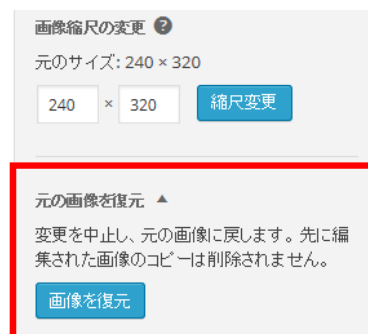 画像縮尺の変更 ?
元のサイズ: 240 × 320
240 × 320 縮尺変更
元の画像を復元 ▲
変更を中止し、元の画像に戻します。先に編
集された画像のコピーは削除されません。
画像を復元